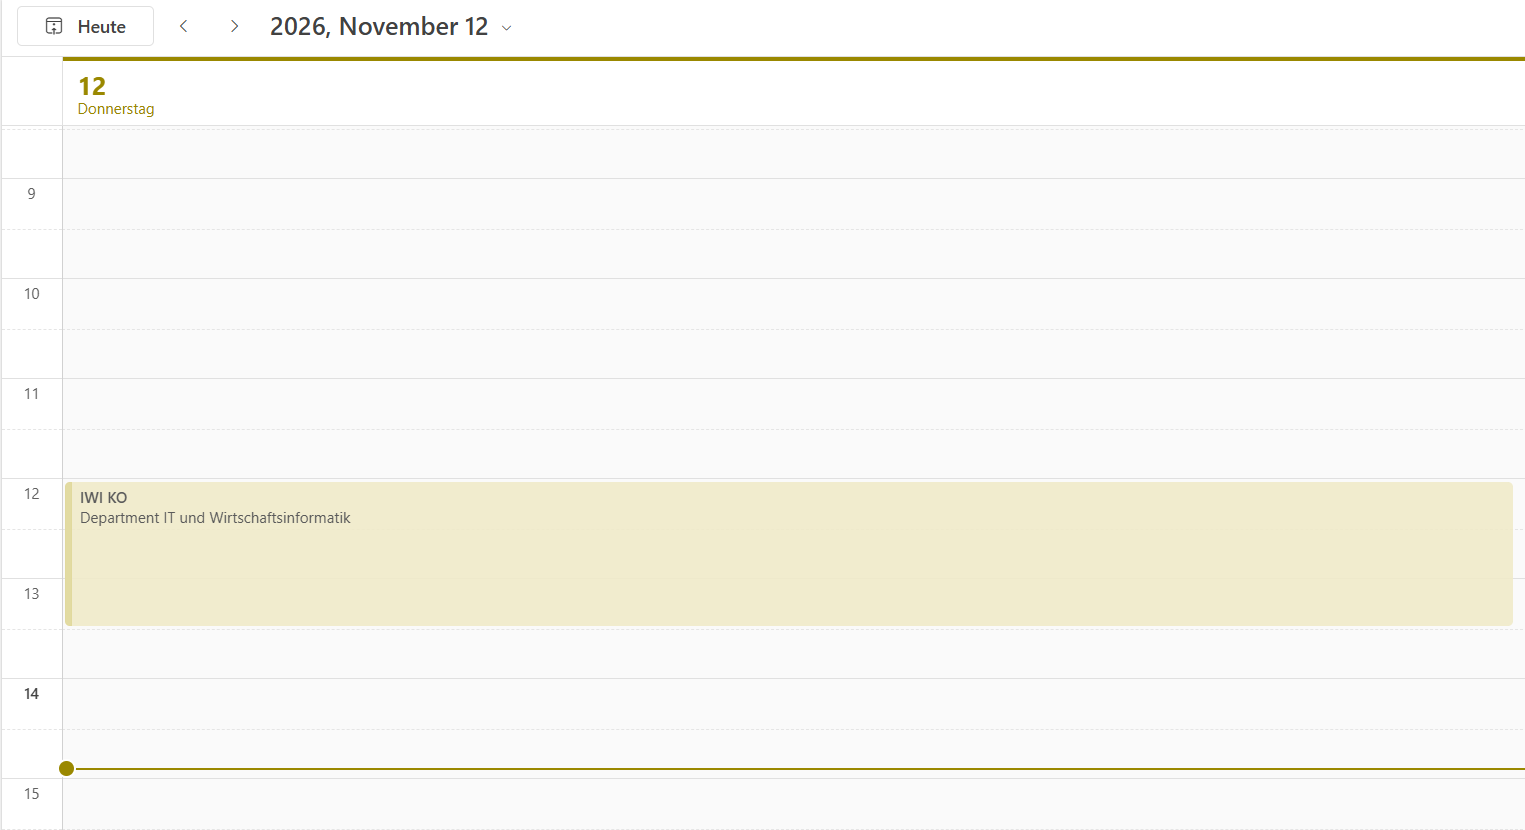 Heute
2026, November 12
12
Donnerstag
9
10
11
12
IWI KO
Department IT und Wirtschaftsinformatik
13
14
15